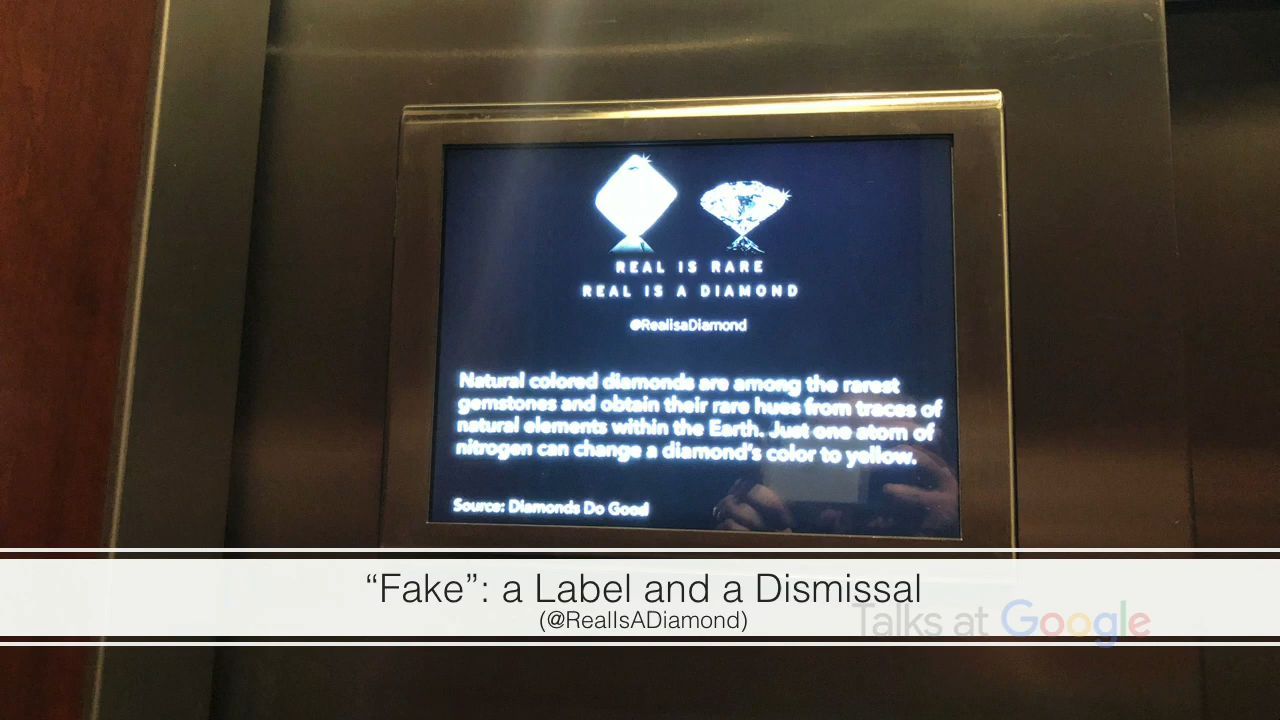 REAL IS RARE
REAL IS A DIAMOND
@RealisaDiamond
Natural colored diamonds are among the rarest
gemstones and obtain their rare hues from traces of
natural elements within the Earth. Just one atom of
nitrogen can change a diamond's color to yellow.
Source: Diamonds Do Good
“Fake”: a Label and a Dismissal
(@RealIsADiamond)
Talks at Google